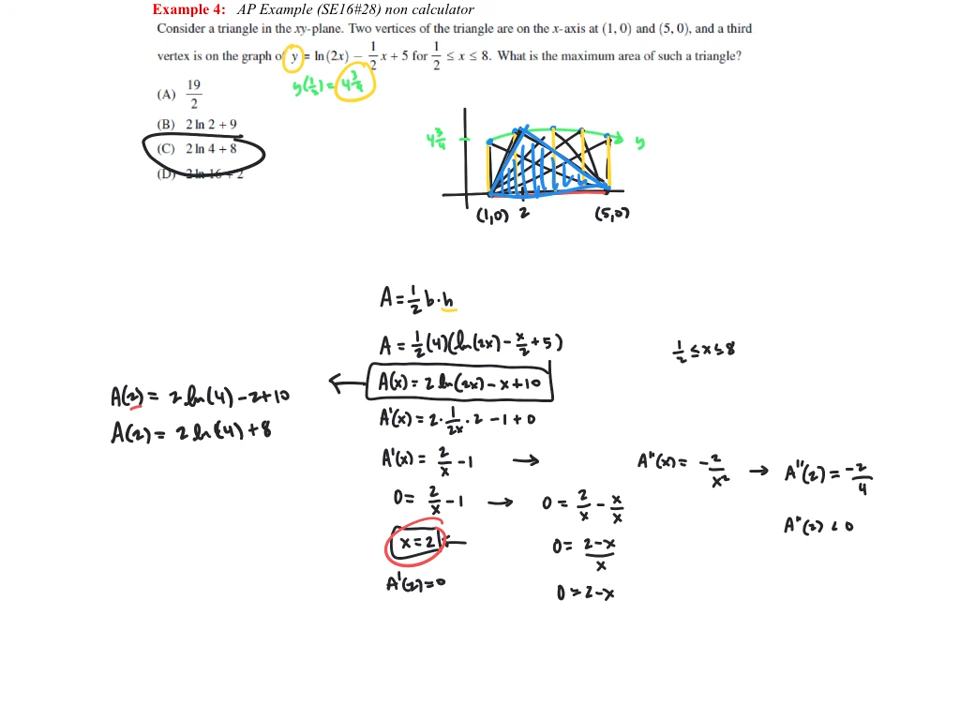 Example 4: AP Example (SE16#28) non calculator
Consider a triangle in the xy-plane. Two vertices of the triangle are on the x-axis at (1, 0) and (5, 0), and a third
vertex is on the graph of y = ln(2x) − 1/2 x + 5 for 1/2 ≤ x ≤ 8. What is the maximum area of such a triangle?
y(1/2) = 4 3/4
(A) 19/2
(B) 2 ln 2 + 9
(C) 2 ln 4 + 8
(D) 2 ln 16 + 2
4 3/4
y
(1,0) 2 (5,0)
A = 1/2 b·h
A = 1/2 (4)(ln(2x) − x/2 + 5)
1/2 ≤ x ≤ 8
A(x) = 2 ln(2x) − x + 10
A(2) = 2 ln(4) − 2 + 10
A'(x) = 2 · 1/2x · 2 − 1 + 0
A(2) = 2 ln(4) + 8
A'(x) = 2/x − 1 →
A''(x) = −2/x² → A''(2) = −2/4
0 = 2/x − 1 → 0 = 2/x − x/x
A''(2) < 0
x = 2
0 = 2−x/x
A'(2) = 0
0 = 2 − x